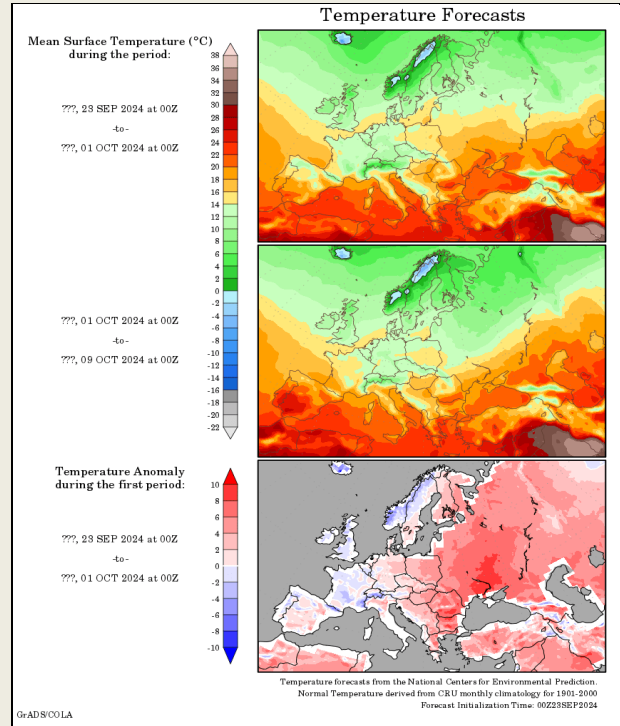 Temperature Forecasts
Mean Surface Temperature (°C)
during the period:
38
36
34
32
30
28
26
24
22
20
18
16
14
12
10
8
6
4
2
0
-2
-4
-6
-8
-10
-12
-14
-16
-18
-20
-22
???, 23 SEP 2024 at 00Z
-to-
???, 01 OCT 2024 at 00Z
???, 01 OCT 2024 at 00Z
-to-
???, 09 OCT 2024 at 00Z
Temperature Anomaly
during the first period:
10
8
6
4
2
0
-2
-4
-6
-8
-10
???, 23 SEP 2024 at 00Z
-to-
???, 01 OCT 2024 at 00Z
Temperature forecasts from the National Centers for Environmental Prediction.
Normal Temperature derived from CRU monthly climatology for 1901-2000
Forecast Initialization Time: 00Z23SEP2024
GrADS/COLA